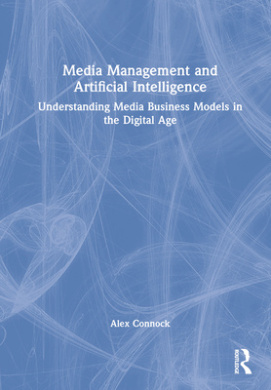 Media Management and
Artificial Intelligence
Understanding Media Business Models in
the Digital Age
Alex Connock
ROUTLEDGE